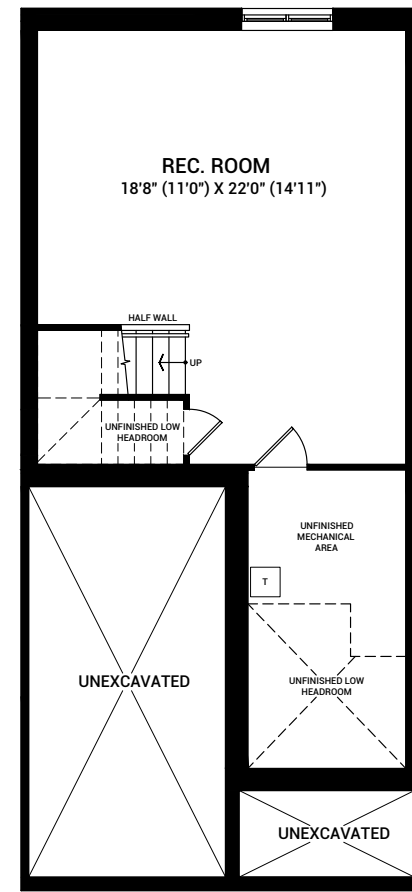 REC. ROOM
18'8" (11'0") X 22'0" (14'11")
HALF WALL
UP
UNFINISHED LOW
HEADROOM
UNFINISHED
MECHANICAL
AREA
T
UNEXCAVATED
UNFINISHED LOW
HEADROOM
UNEXCAVATED